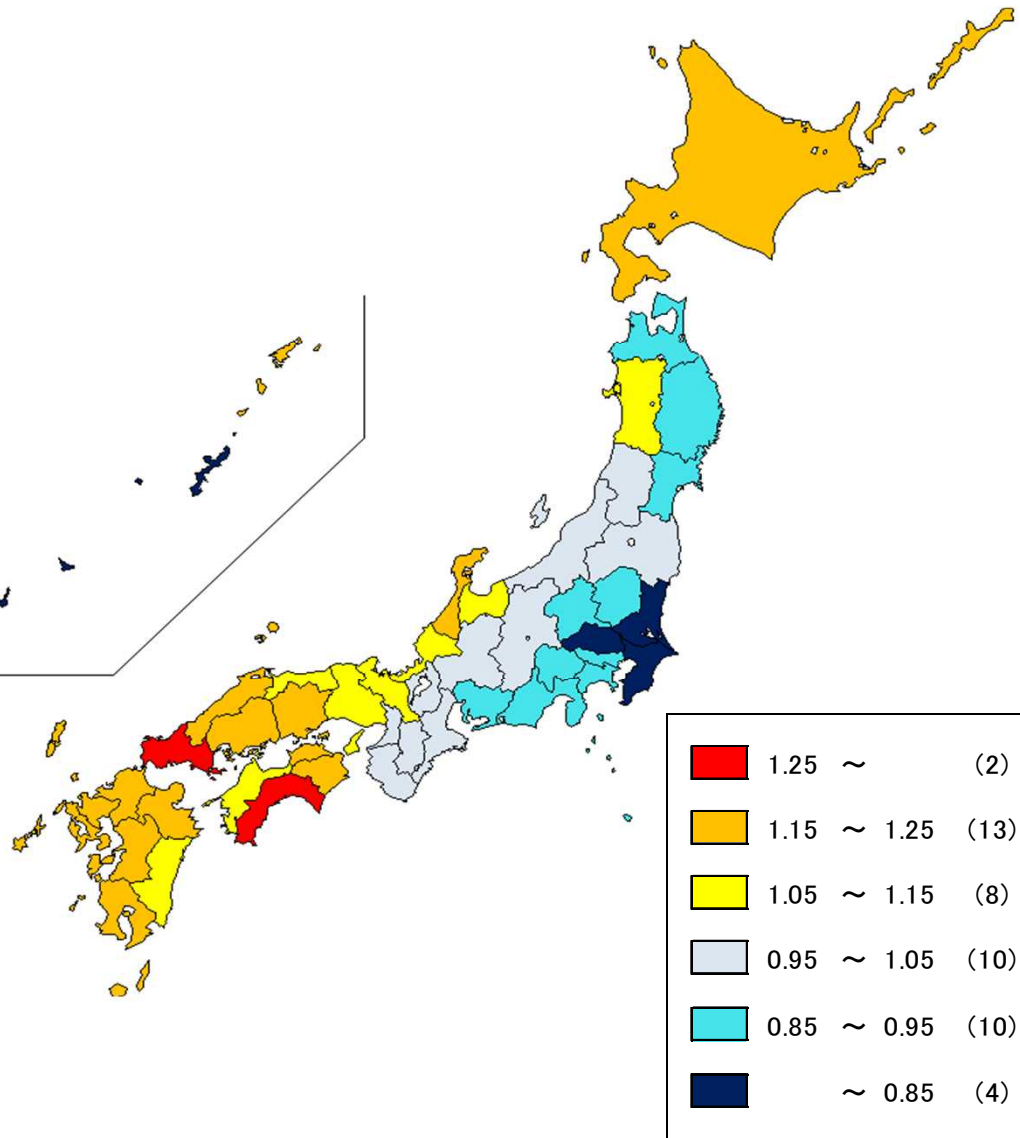 1.25 ～ （2）
1.15 ～ 1.25 （13）
1.05 ～ 1.15 （8）
0.95 ～ 1.05 （10）
0.85 ～ 0.95 （10）
～ 0.85 （4）